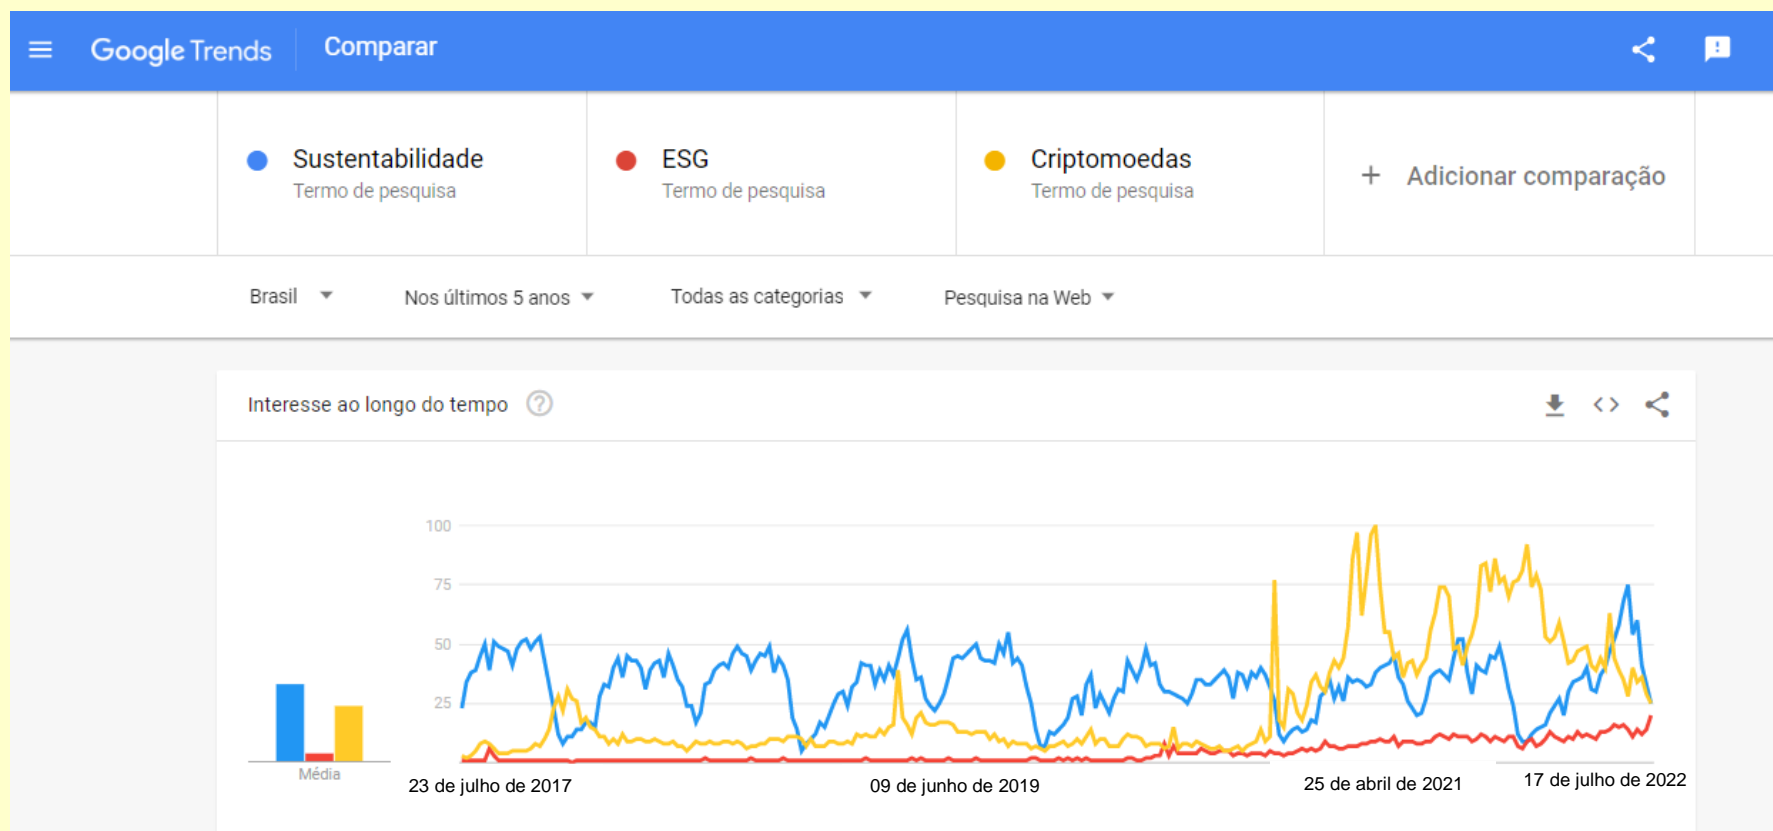 Google Trends
Comparar
Sustentabilidade
Termo de pesquisa
ESG
Termo de pesquisa
Criptomoedas
Termo de pesquisa
+ Adicionar comparação
Brasil
Nos últimos 5 anos
Todas as categorias
Pesquisa na Web
Interesse ao longo do tempo
?
100
75
50
25
Média
23 de julho de 2017
09 de junho de 2019
25 de abril de 2021
17 de julho de 2022